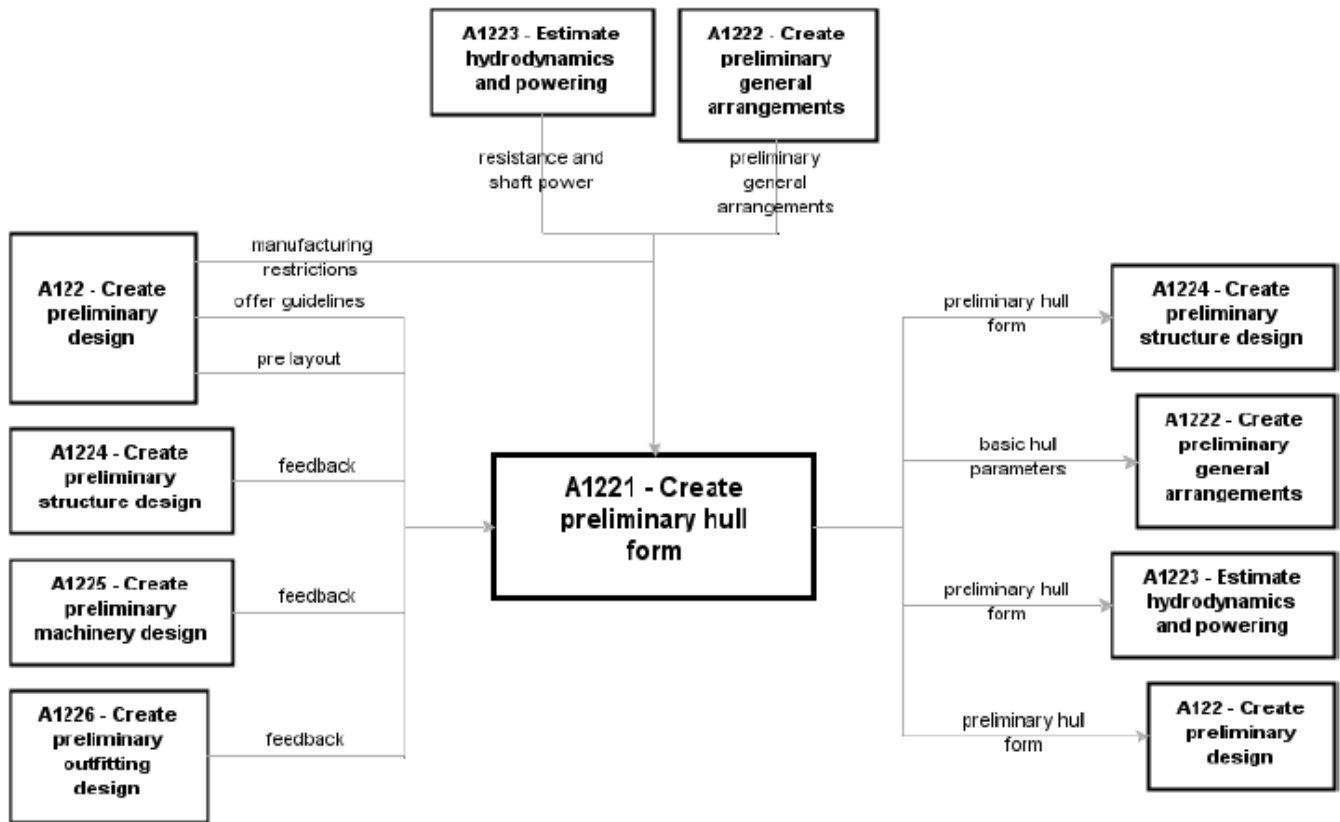 A1223 - Estimate
hydrodynamics
and powering
A1222 - Create
preliminary
general
arrangements
resistance and
shaft power
preliminary
general
arrangements
manufacturing
restrictions
A122 - Create
preliminary
design
offer guidelines
pre layout
A1224 - Create
preliminary
structure design
feedback
A1225 - Create
preliminary
machinery design
feedback
A1226 - Create
preliminary
outfitting
design
feedback
A1221 - Create
preliminary hull
form
preliminary hull
form
A1224 - Create
preliminary
structure design
basic hull
parameters
A1222 - Create
preliminary
general
arrangements
preliminary hull
form
A1223 - Estimate
hydrodynamics
and powering
preliminary hull
form
A122 - Create
preliminary
design